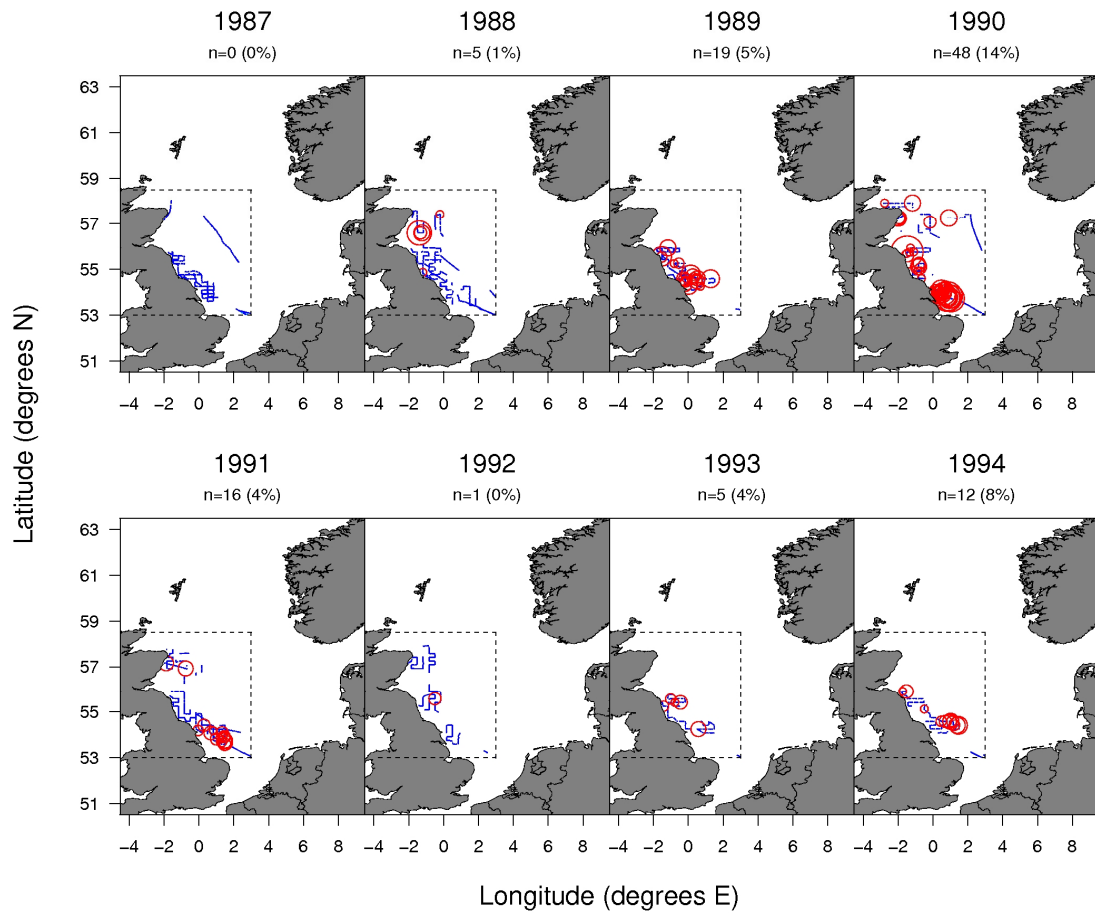 1987 1988 1989 1990
n=0 (0%) n=5 (1%) n=19 (5%) n=48 (14%)
63
61
59
57
55
53
51
−4 −2 0 2 4 6 8 −4 −2 0 2 4 6 8 −4 −2 0 2 4 6 8 −4 −2 0 2 4 6 8
Latitude (degrees N)
1991 1992 1993 1994
n=16 (4%) n=1 (0%) n=5 (4%) n=12 (8%)
63
61
59
57
55
53
51
−4 −2 0 2 4 6 8 −4 −2 0 2 4 6 8 −4 −2 0 2 4 6 8 −4 −2 0 2 4 6 8
Longitude (degrees E)